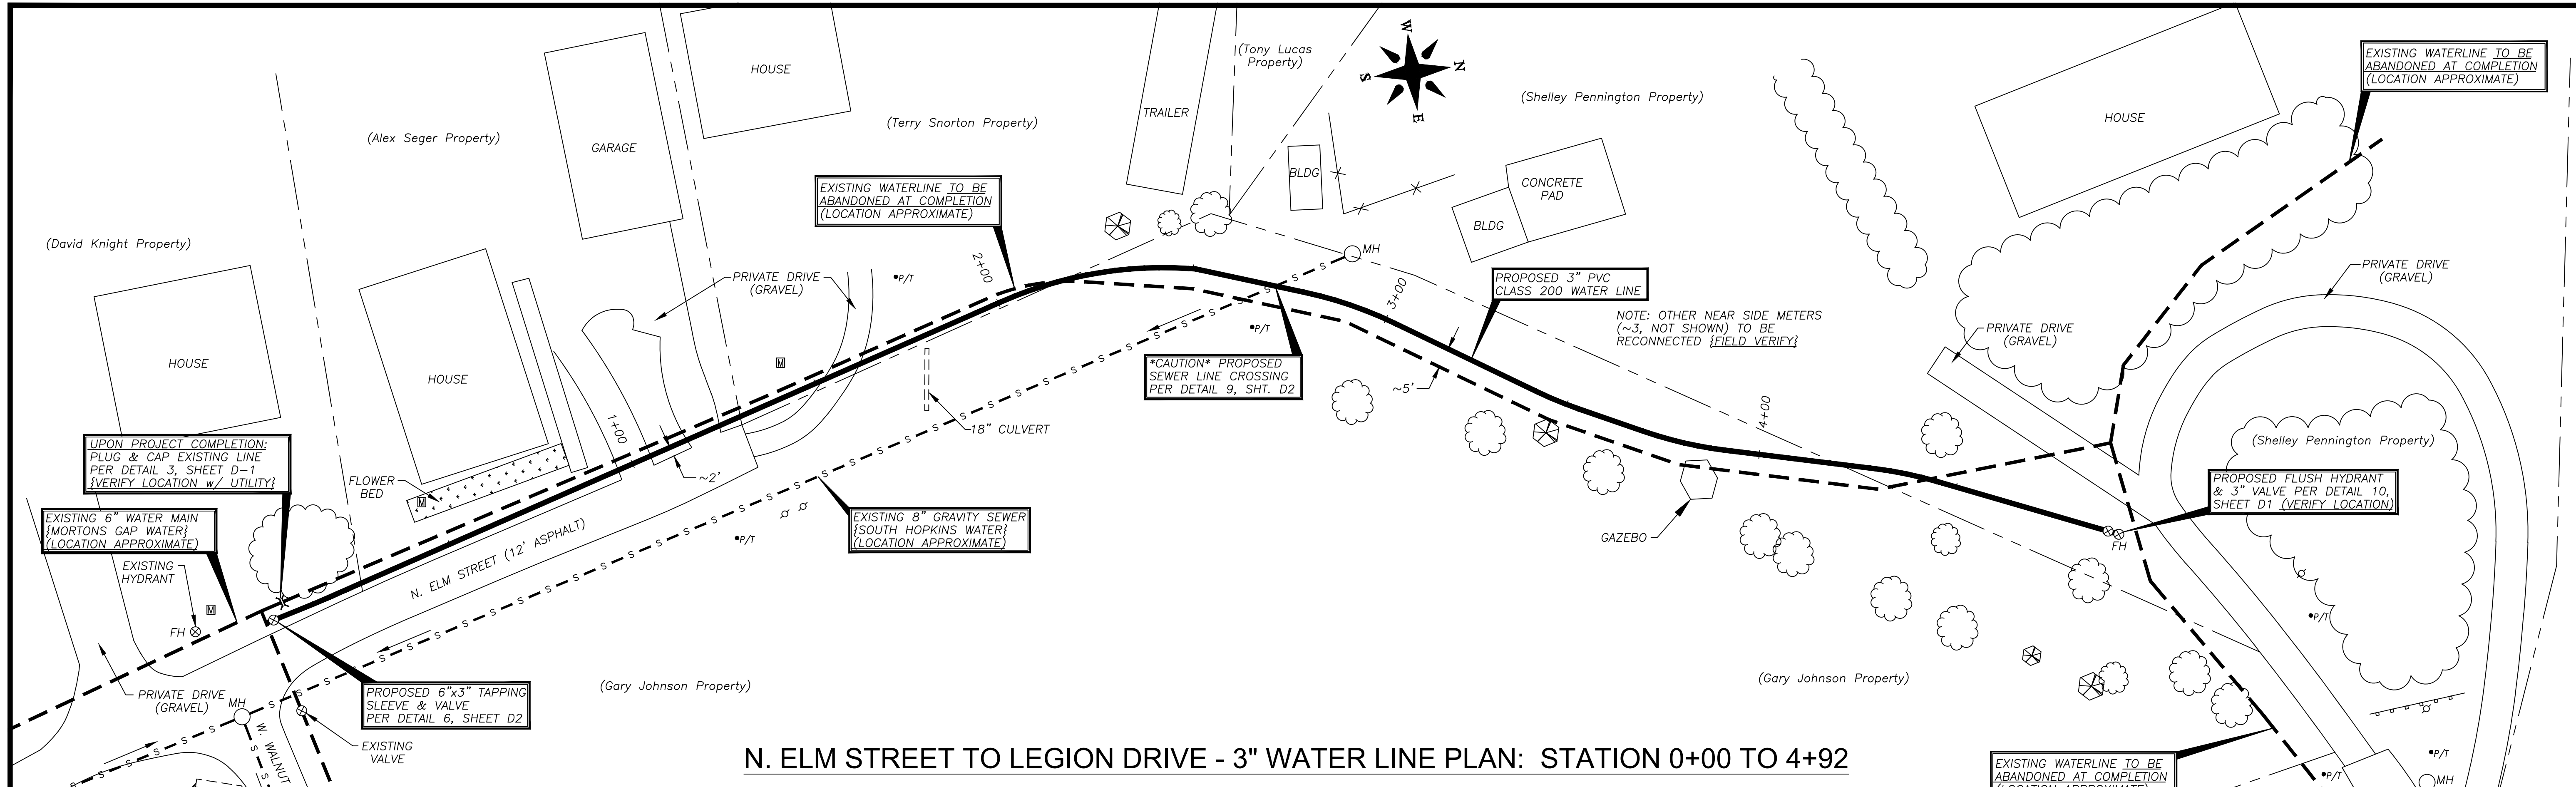 HOUSE
(Tony Lucas
Property)
W
N
S
E
EXISTING WATERLINE TO BE
ABANDONED AT COMPLETION
(LOCATION APPROXIMATE)
(Shelley Pennington Property)
TRAILER
HOUSE
(Terry Snorton Property)
(Alex Seger Property)
GARAGE
BLDG
CONCRETE
PAD
EXISTING WATERLINE TO BE
ABANDONED AT COMPLETION
(LOCATION APPROXIMATE)
BLDG
(David Knight Property)
MH
2+00
PRIVATE DRIVE
(GRAVEL)
P/T
PROPOSED 3" PVC
CLASS 200 WATER LINE
3+00
PRIVATE DRIVE
(GRAVEL)
NOTE: OTHER NEAR SIDE METERS
(~3, NOT SHOWN) TO BE
RECONNECTED {FIELD VERIFY}
P/T
PRIVATE DRIVE
(GRAVEL)
HOUSE
HOUSE
M
*CAUTION* PROPOSED
SEWER LINE CROSSING
PER DETAIL 9, SHT. D2
~5'
1+00
18" CULVERT
4+00
UPON PROJECT COMPLETION:
PLUG & CAP EXISTING LINE
PER DETAIL 3, SHEET D-1
{VERIFY LOCATION w/ UTILITY}
(Shelley Pennington Property)
FLOWER
BED
M
~2'
PROPOSED FLUSH HYDRANT
& 3" VALVE PER DETAIL 10,
SHEET D1 (VERIFY LOCATION)
EXISTING 6" WATER MAIN
{MORTONS GAP WATER}
(LOCATION APPROXIMATE)
EXISTING 8" GRAVITY SEWER
{SOUTH HOPKINS WATER}
(LOCATION APPROXIMATE)
P/T
GAZEBO
FH
EXISTING
HYDRANT
N. ELM STREET (12' ASPHALT)
M
FH
P/T
PRIVATE DRIVE
(GRAVEL)
MH
PROPOSED 6"x3" TAPPING
SLEEVE & VALVE
PER DETAIL 6, SHEET D2
(Gary Johnson Property)
(Gary Johnson Property)
W. WALNUT
EXISTING
VALVE
N. ELM STREET TO LEGION DRIVE - 3" WATER LINE PLAN: STATION 0+00 TO 4+92
EXISTING WATERLINE TO BE
ABANDONED AT COMPLETION
(LOCATION APPROXIMATE)
P/T
P/T
MH
S S S S S S S S S S S S S S S